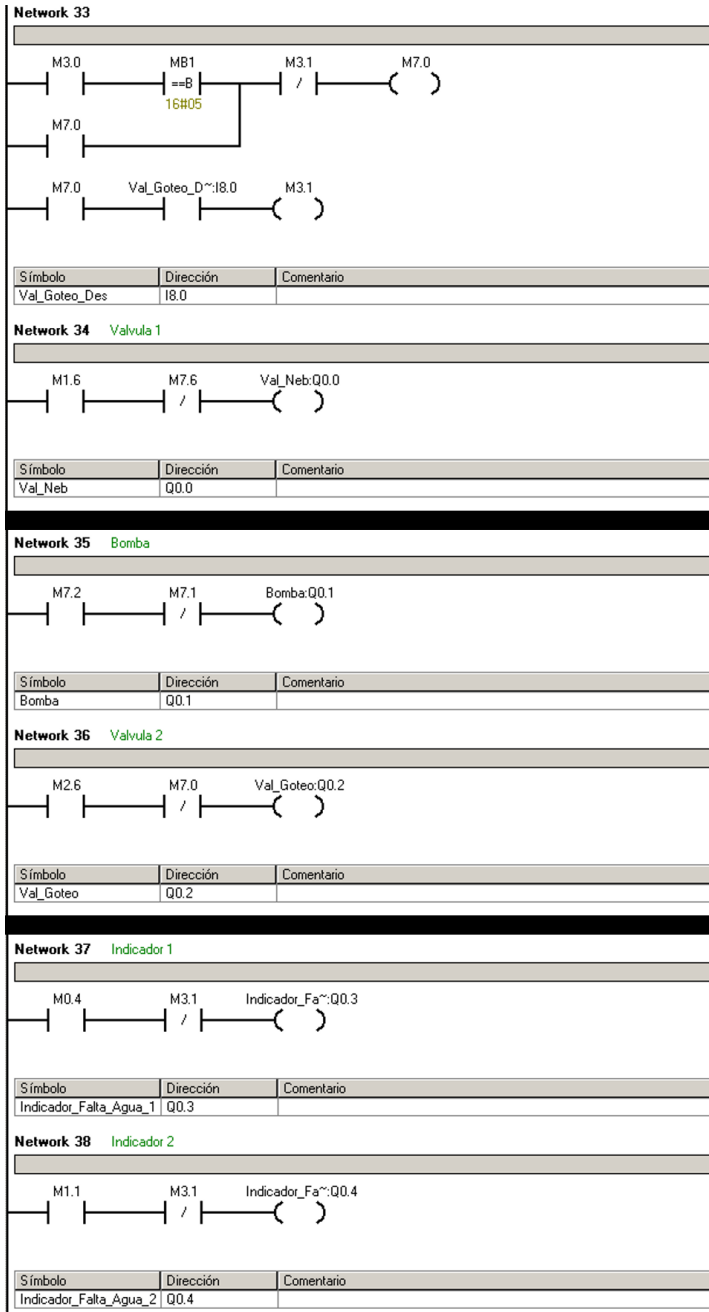 Network 33
M3.0 MB1 M3.1 M7.0
==B /
16#05
M7.0
M7.0 Val_Goteo_D~:I8.0 M3.1
Símbolo Dirección Comentario
Val_Goteo_Des I8.0
Network 34 Valvula 1
M1.6 M7.6 Val_Neb:Q0.0
/
Símbolo Dirección Comentario
Val_Neb Q0.0
Network 35 Bomba
M7.2 M7.1 Bomba:Q0.1
/
Símbolo Dirección Comentario
Bomba Q0.1
Network 36 Valvula 2
M2.6 M7.0 Val_Goteo:Q0.2
/
Símbolo Dirección Comentario
Val_Goteo Q0.2
Network 37 Indicador 1
M0.4 M3.1 Indicador_Fa~:Q0.3
/
Símbolo Dirección Comentario
Indicador_Falta_Agua_1 Q0.3
Network 38 Indicador 2
M1.1 M3.1 Indicador_Fa~:Q0.4
/
Símbolo Dirección Comentario
Indicador_Falta_Agua_2 Q0.4